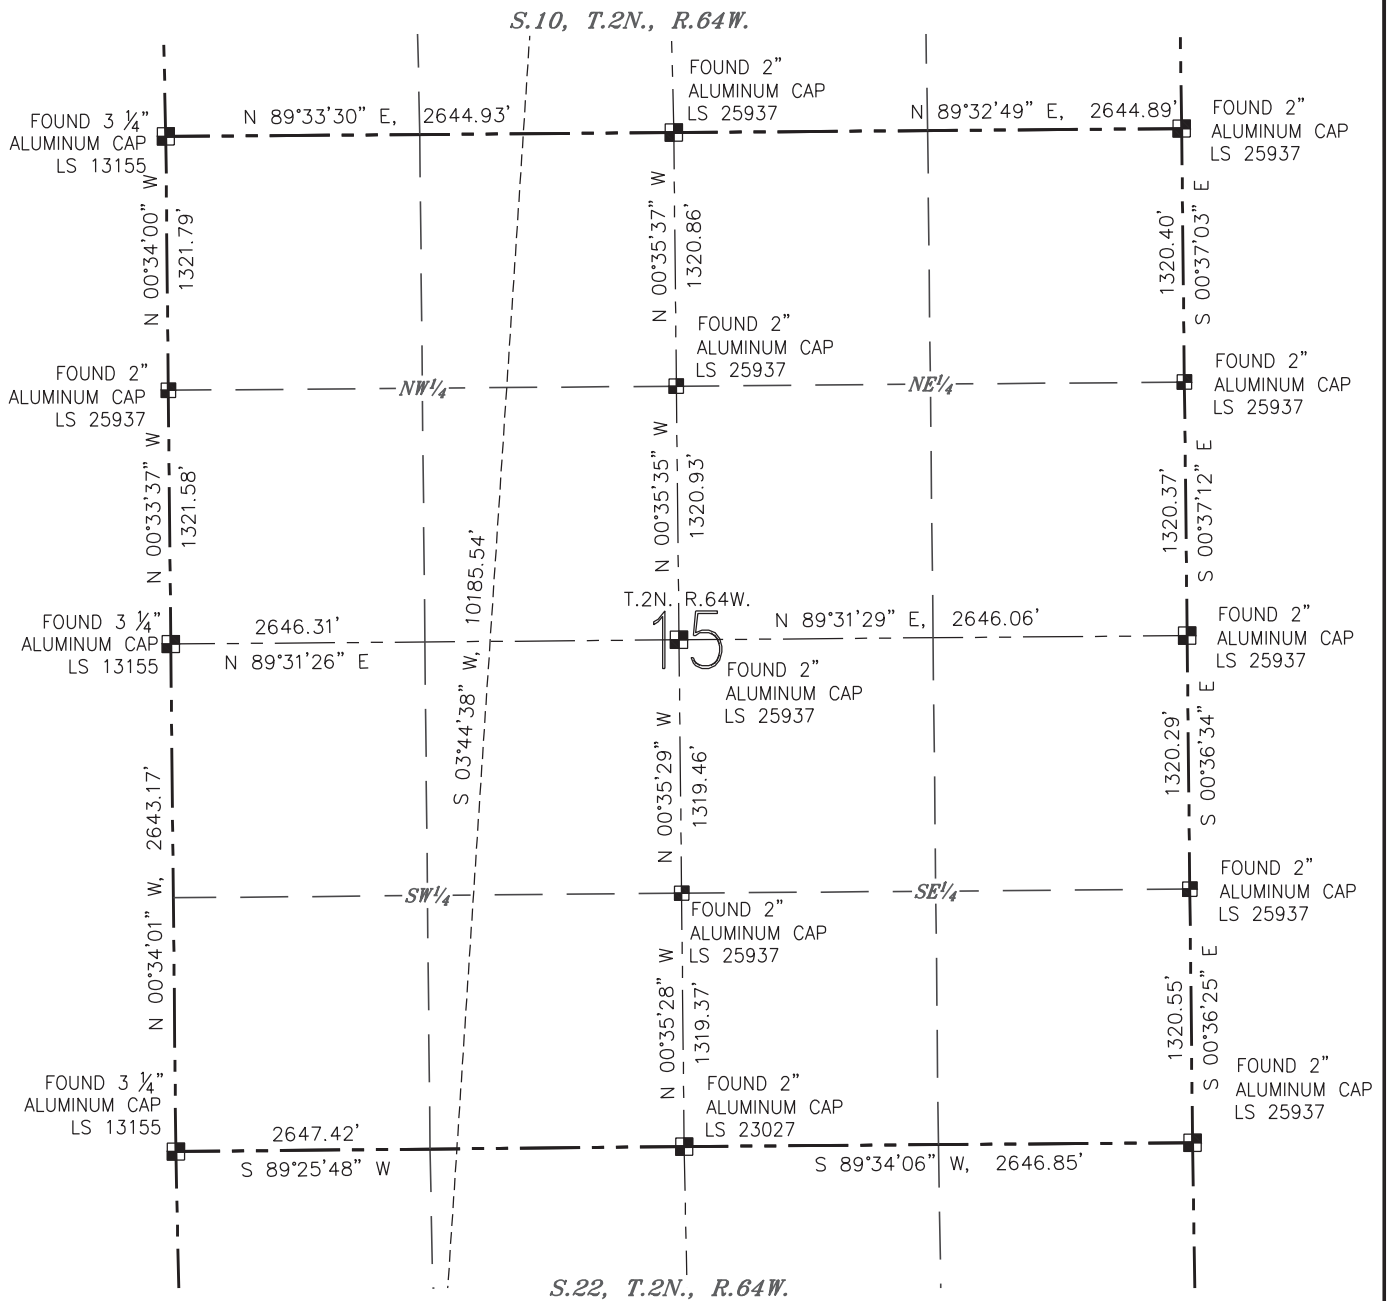 S.10, T.2N., R.64W.
FOUND 2”
ALUMINUM CAP
LS 25937
N 89°33'30” E, 2644.93'
N 89°32'49” E, 2644.89'
FOUND 2”
ALUMINUM CAP
LS 25937
FOUND 3 ¼”
ALUMINUM CAP
LS 13155
N 00°34'00” W
1321.79'
N 00°35'37” W
1320.86'
1320.40'
S 00°37'03” E
FOUND 2”
ALUMINUM CAP
LS 25937
FOUND 2”
ALUMINUM CAP
LS 25937
FOUND 2”
ALUMINUM CAP
LS 25937
NW¼
NE¼
N 00°33'37” W
1321.58'
N 00°35'35” W
1320.93'
1320.37'
S 00°37'12” E
S 03°44'38” W, 10185.54'
T.2N. R.64W.
15
FOUND 3 ¼”
ALUMINUM CAP
LS 13155
2646.31'
N 89°31'26” E
N 89°31'29” E, 2646.06'
FOUND 2”
ALUMINUM CAP
LS 25937
FOUND 2”
ALUMINUM CAP
LS 25937
N 00°34'01” W, 2643.17'
N 00°35'29” W
1319.46'
1320.29'
S 00°36'34” E
SW¼
SE¼
FOUND 2”
ALUMINUM CAP
LS 25937
FOUND 2”
ALUMINUM CAP
LS 25937
N 00°35'28” W
1319.37'
1320.55'
S 00°36'25” E
FOUND 3 ¼”
ALUMINUM CAP
LS 13155
FOUND 2”
ALUMINUM CAP
LS 23027
FOUND 2”
ALUMINUM CAP
LS 25937
2647.42'
S 89°25'48” W
S 89°34'06” W, 2646.85'
S.22, T.2N., R.64W.